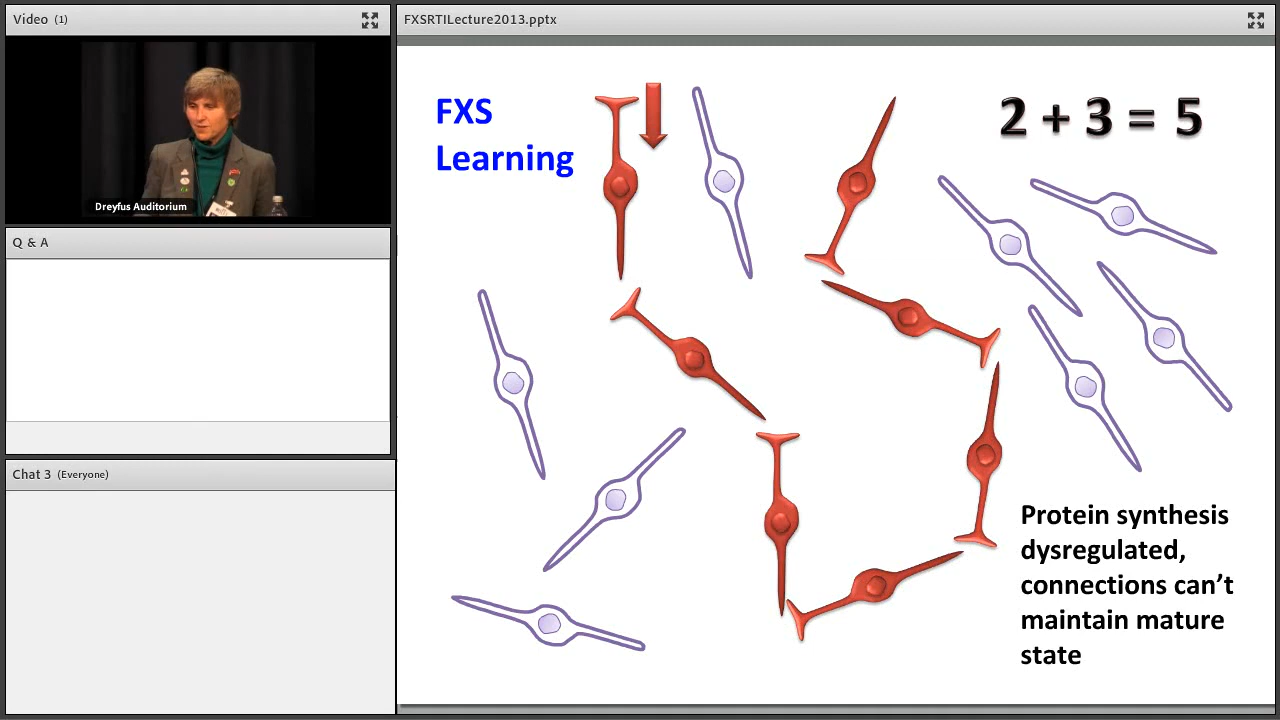 Video (1)
FXSRTILecture2013.pptx
Dreyfus Auditorium
Q & A
Chat 3 (Everyone)
FXS
Learning
2 + 3 = 5
Protein synthesis
dysregulated,
connections can't
maintain mature
state